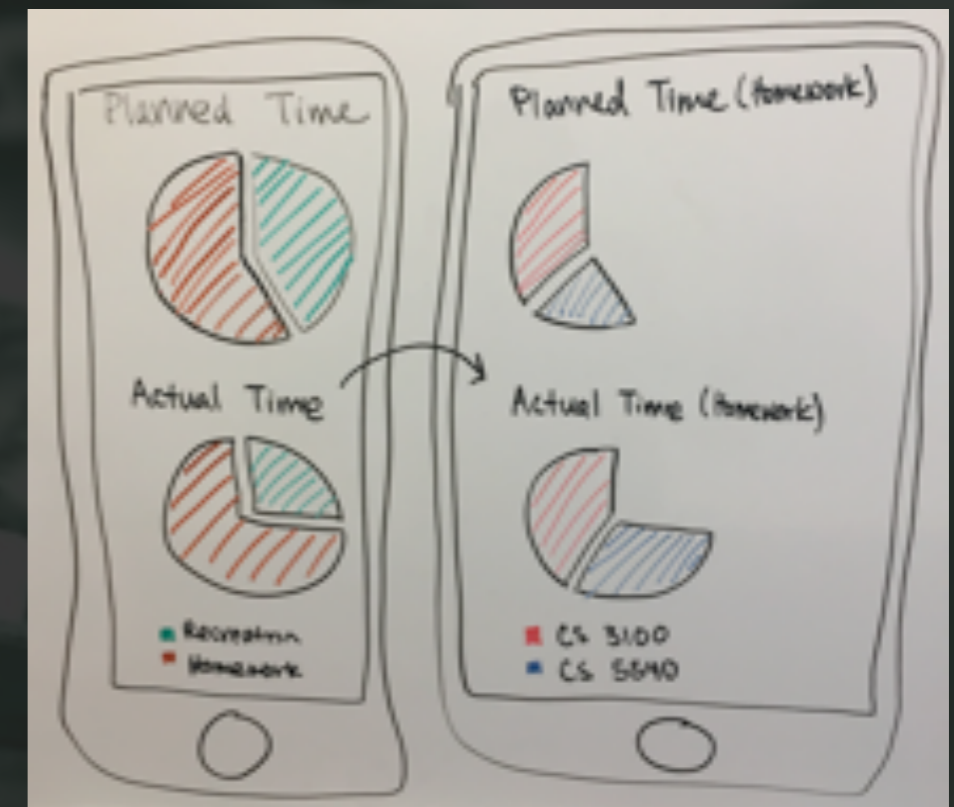 Planned Time
Actual Time
Recreation
Homework
Planned Time (Homework)
Actual Time (Homework)
CS 3100
CS 5540